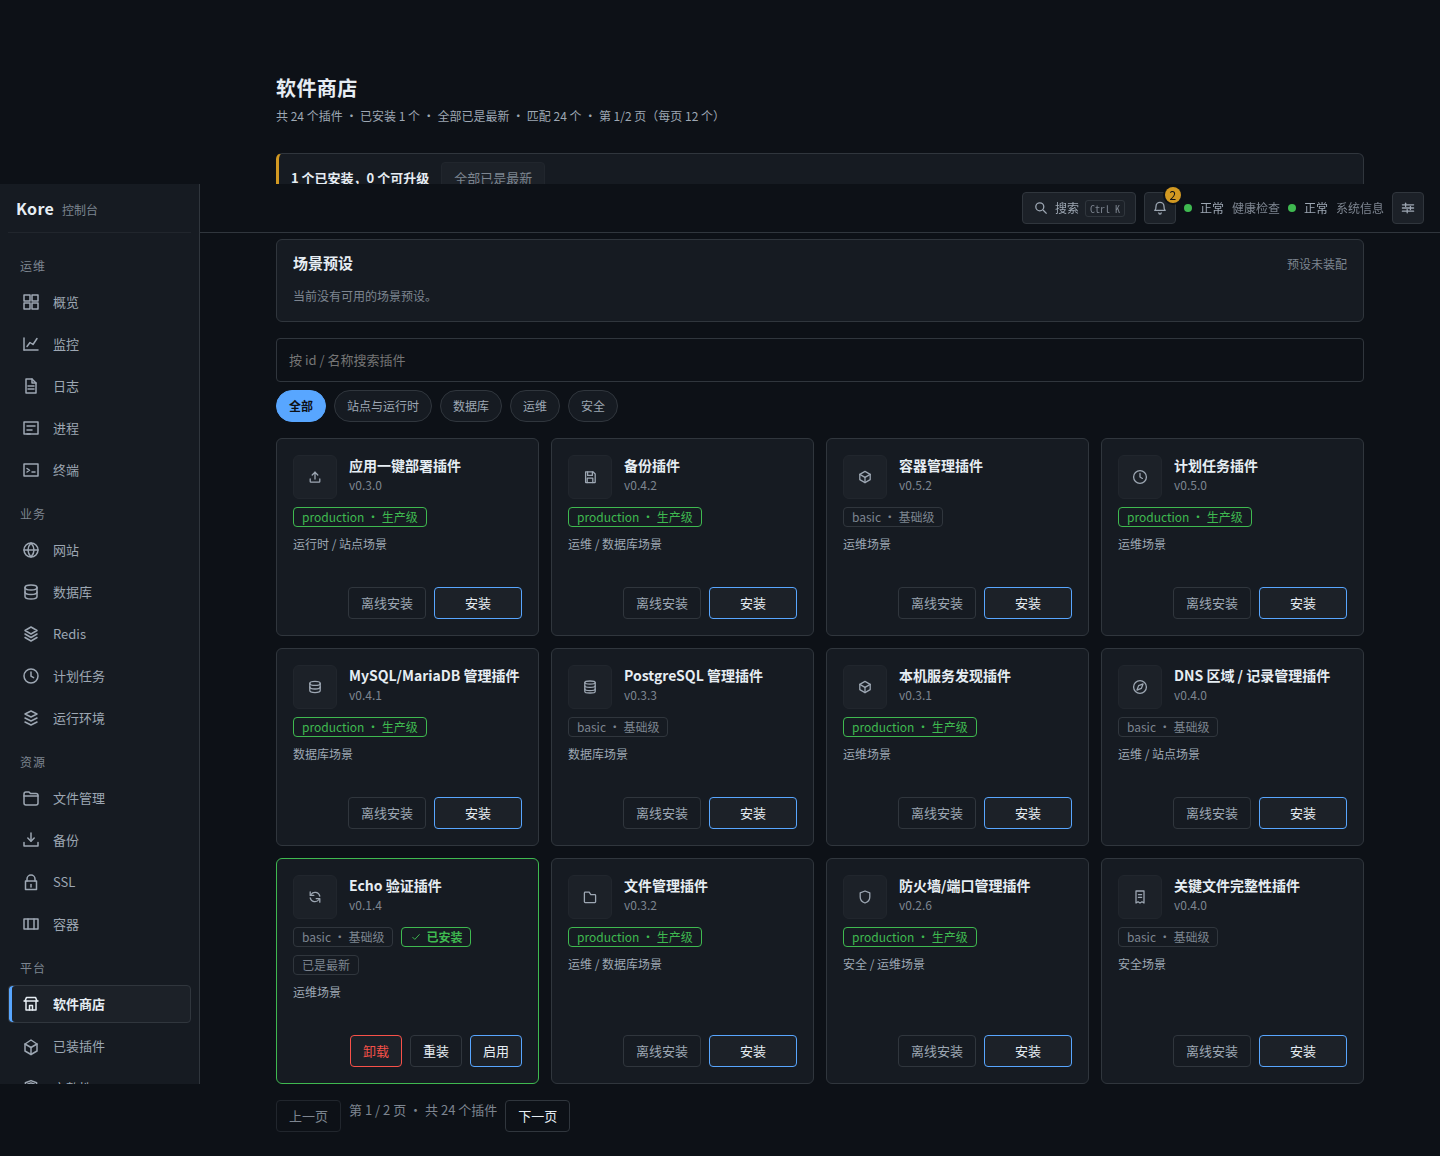 软件商店
共 24 个插件 · 已安装 1 个 · 全部已是最新 · 匹配 24 个 · 第 1/2 页（每页 12 个）
1 个已安装，0 个可升级 全部已是最新
Kore 控制台
搜索 Ctrl K 2 正常 健康检查 正常 系统信息
运维
概览
监控
日志
进程
终端
业务
网站
数据库
Redis
计划任务
运行环境
资源
文件管理
备份
SSL
容器
平台
软件商店
已装插件
场景预设 预设未装配
当前没有可用的场景预设。
按 id / 名称搜索插件
全部 站点与运行时 数据库 运维 安全
应用一键部署插件
v0.3.0
production · 生产级
运行时 / 站点场景
离线安装 安装
备份插件
v0.4.2
production · 生产级
运维 / 数据库场景
离线安装 安装
容器管理插件
v0.5.2
basic · 基础级
运维场景
离线安装 安装
计划任务插件
v0.5.0
production · 生产级
运维场景
离线安装 安装
MySQL/MariaDB 管理插件
v0.4.1
production · 生产级
数据库场景
离线安装 安装
PostgreSQL 管理插件
v0.3.3
basic · 基础级
数据库场景
离线安装 安装
本机服务发现插件
v0.3.1
production · 生产级
运维场景
离线安装 安装
DNS 区域 / 记录管理插件
v0.4.0
basic · 基础级
运维 / 站点场景
离线安装 安装
Echo 验证插件
v0.1.4
basic · 基础级 ✓ 已安装
已是最新
运维场景
卸载 重装 启用
文件管理插件
v0.3.2
production · 生产级
运维 / 数据库场景
离线安装 安装
防火墙/端口管理插件
v0.2.6
production · 生产级
安全 / 运维场景
离线安装 安装
关键文件完整性插件
v0.4.0
basic · 基础级
安全场景
离线安装 安装
上一页 第 1 / 2 页 · 共 24 个插件 下一页